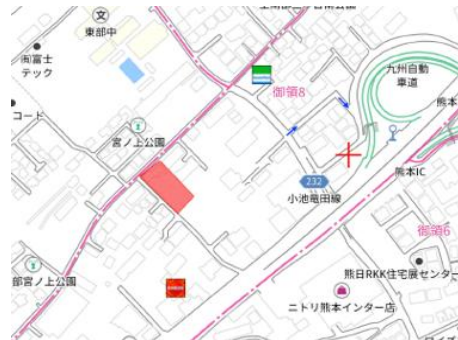 東部中
㈲富士
テック
コード
宮ノ上公園
御領8
九州自動
車道
熊本
232
小池竜田線
熊本IC
御領6
部宮ノ上公園
熊日RKK住宅展センター
ニトリ熊本インター店